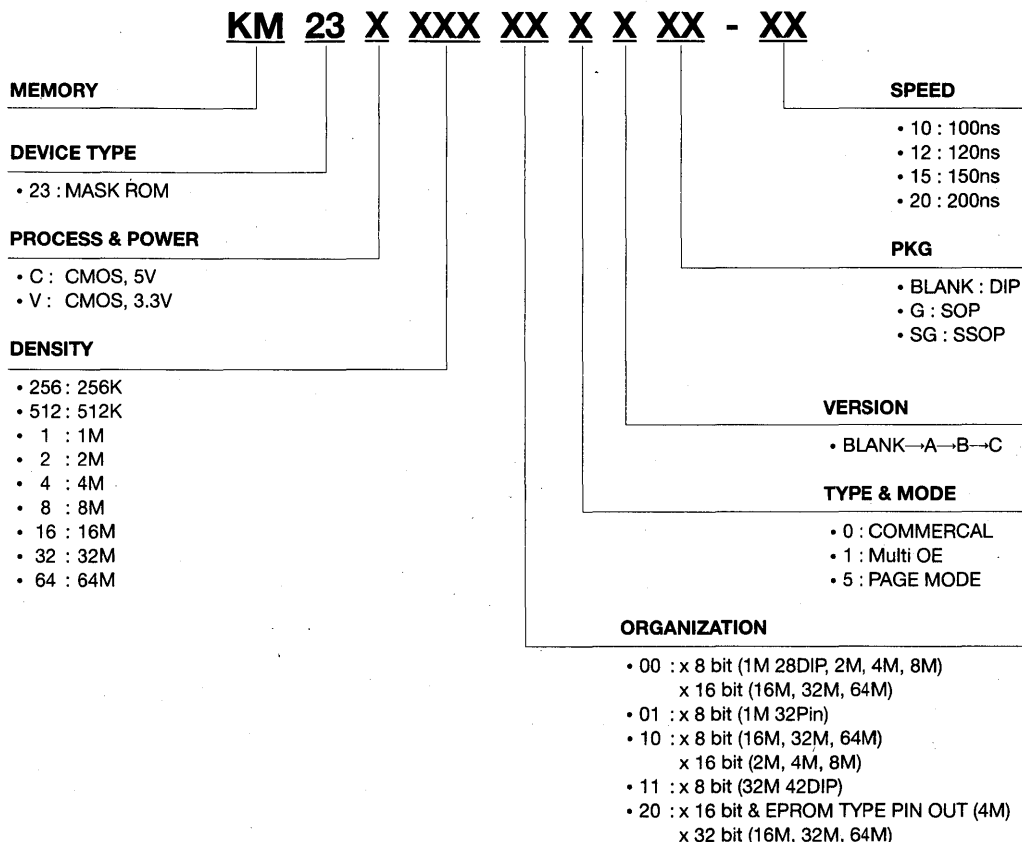 KM 23 X XXX XX X X XX - XX
MEMORY
DEVICE TYPE
• 23 : MASK ROM
PROCESS & POWER
• C : CMOS, 5V
• V : CMOS, 3.3V
DENSITY
• 256 : 256K
• 512 : 512K
• 1 : 1M
• 2 : 2M
• 4 : 4M
• 8 : 8M
• 16 : 16M
• 32 : 32M
• 64 : 64M
SPEED
• 10 : 100ns
• 12 : 120ns
• 15 : 150ns
• 20 : 200ns
PKG
• BLANK : DIP
• G : SOP
• SG : SSOP
VERSION
• BLANK→A→B→C
TYPE & MODE
• 0 : COMMERCAL
• 1 : Multi OE
• 5 : PAGE MODE
ORGANIZATION
• 00 : x 8 bit (1M 28DIP, 2M, 4M, 8M)
x 16 bit (16M, 32M, 64M)
• 01 : x 8 bit (1M 32Pin)
• 10 : x 8 bit (16M, 32M, 64M)
x 16 bit (2M, 4M, 8M)
• 11 : x 8 bit (32M 42DIP)
• 20 : x 16 bit & EPROM TYPE PIN OUT (4M)
x 32 bit (16M, 32M, 64M)